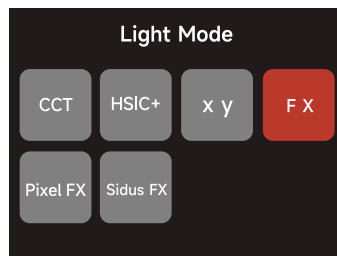 Light Mode
CCT HSIC+ x y F X
Pixel FX Sidus FX